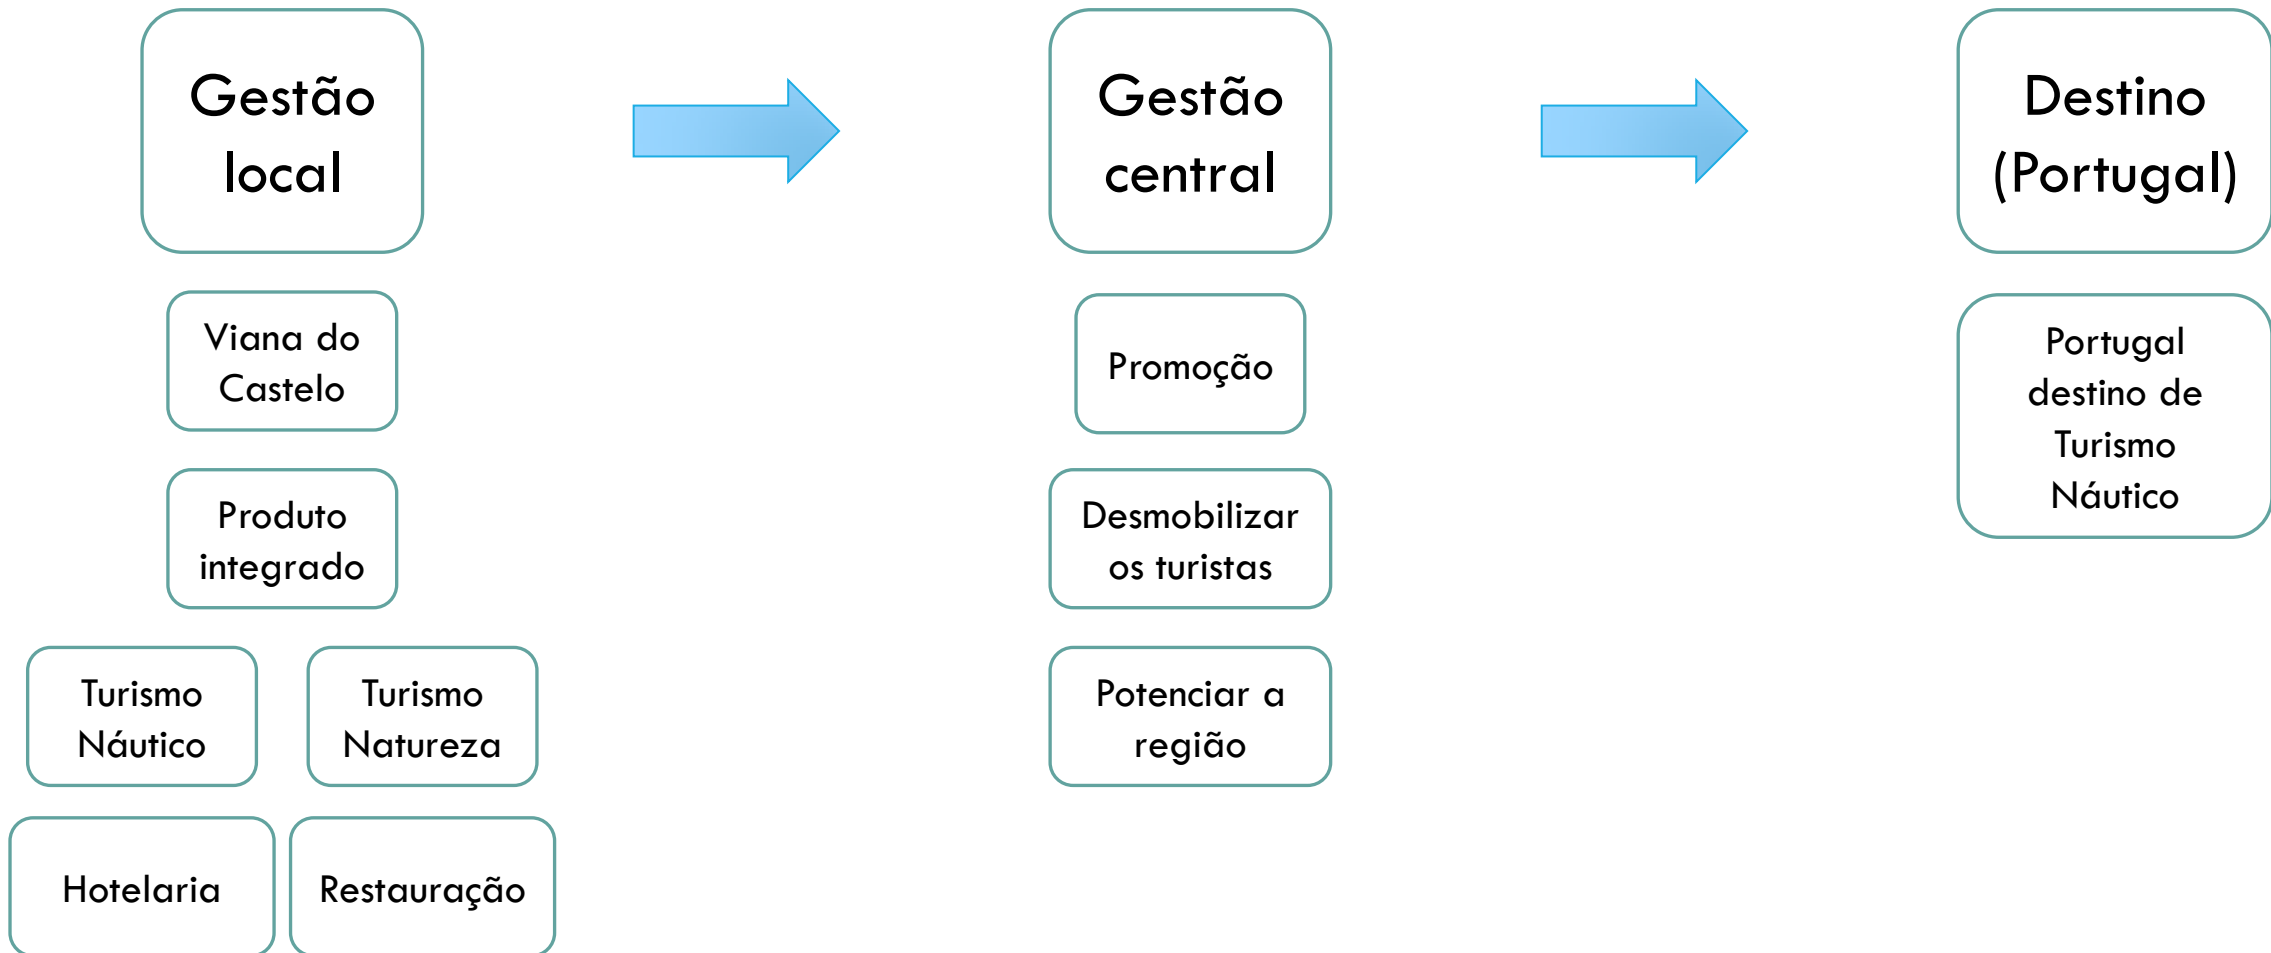 Gestão
local
Gestão
central
Destino
(Portugal)
Viana do
Castelo
Promoção
Portugal
destino de
Turismo
Náutico
Produto
integrado
Desmobilizar
os turistas
Turismo
Náutico
Turismo
Natureza
Potenciar a
região
Hotelaria
Restauração